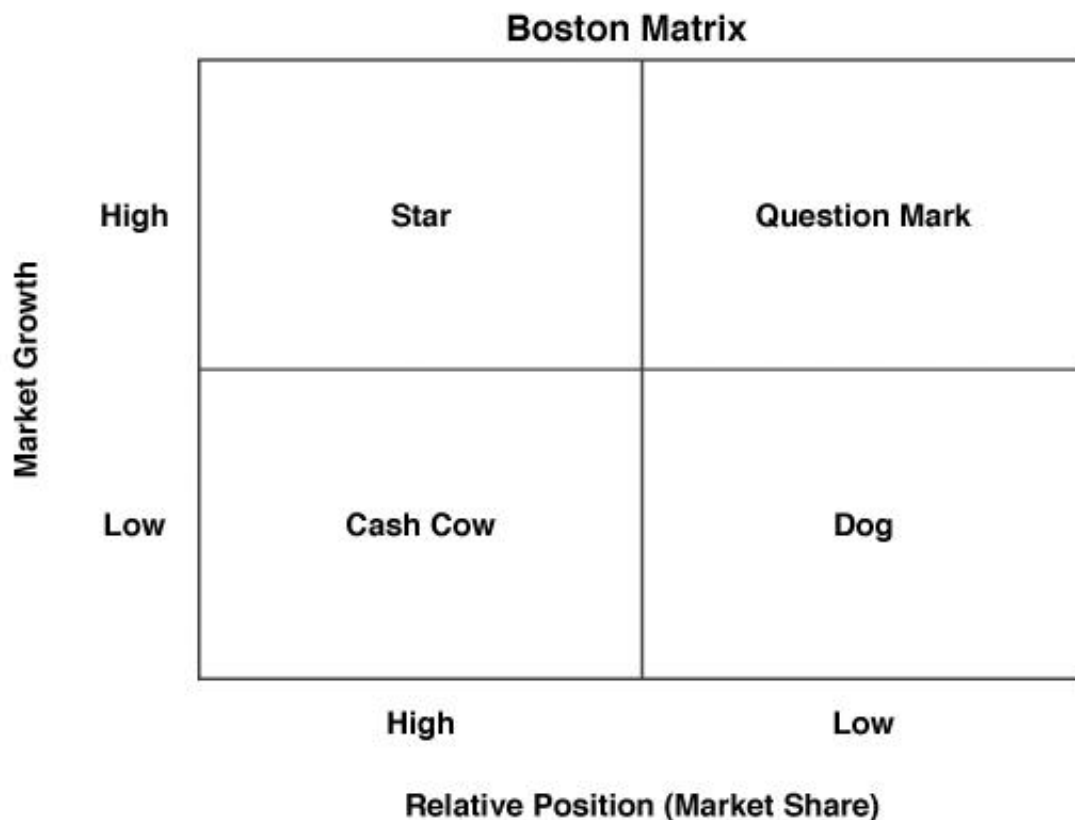 Boston Matrix
Market Growth
High
Star
Question Mark
Low
Cash Cow
Dog
High
Low
Relative Position (Market Share)